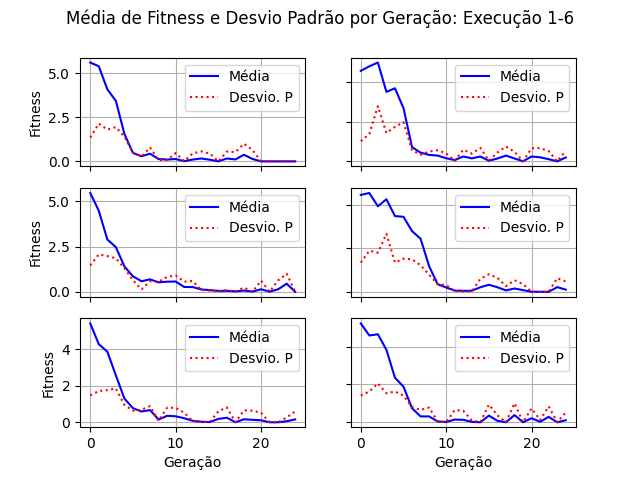 Média de Fitness e Desvio Padrão por Geração: Execução 1-6
5.0
2.5
0.0
Fitness
Média
Desvio. P
Média
Desvio. P
5.0
2.5
0.0
Fitness
Média
Desvio. P
Média
Desvio. P
4
2
0
Fitness
Média
Desvio. P
Média
Desvio. P
0 10 20
0 10 20
Geração
Geração